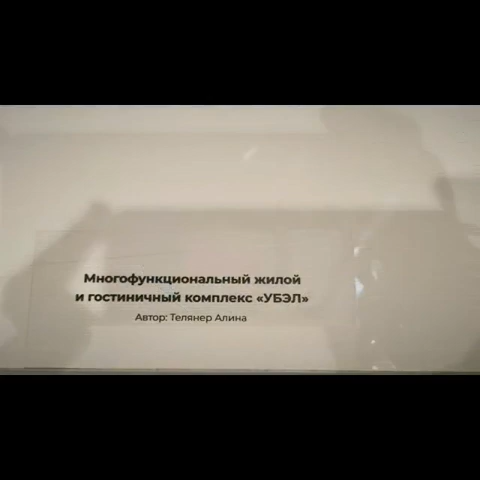 Многофункциональный жилой
и гостиничный комплекс «УБЭЛ»
Автор: Телянер Алина